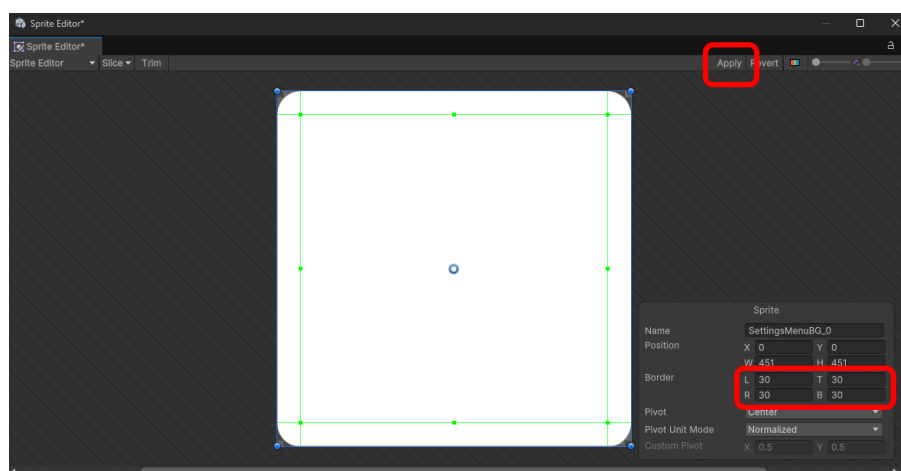 Sprite Editor*
Sprite Editor*
Sprite Editor Slice Trim Apply Revert
Sprite
Name SettingsMenuBG_0
Position X 0 Y 0
W 451 H 451
Border L 30 T 30
R 30 B 30
Pivot Center
Pivot Unit Mode Normalized
Custom Pivot X 0.5 Y 0.5